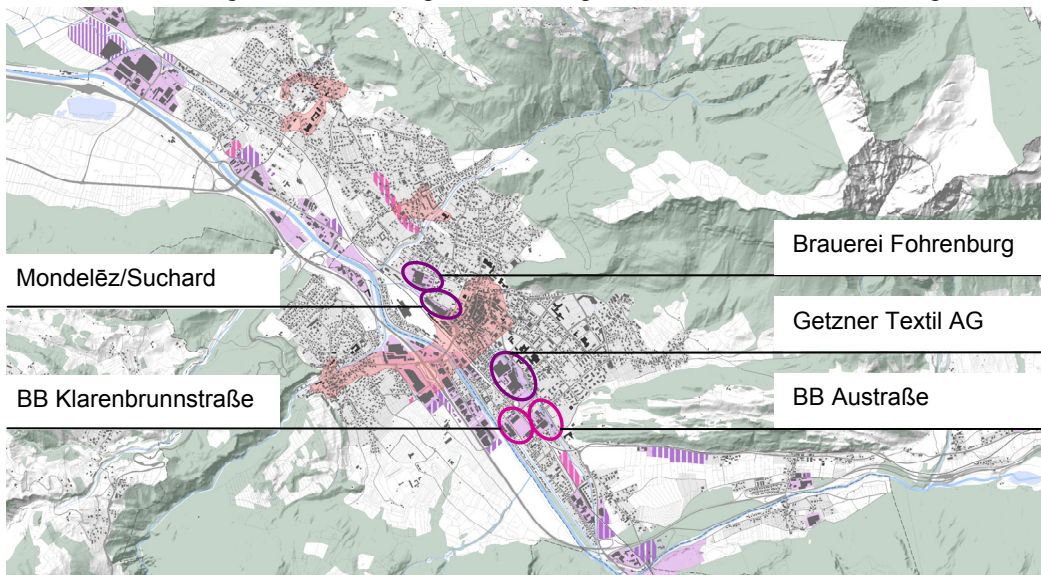 Brauerei Fohrenburg
Mondelēz/Suchard
Getzner Textil AG
BB Klarenbrunnstraße
BB Austraße